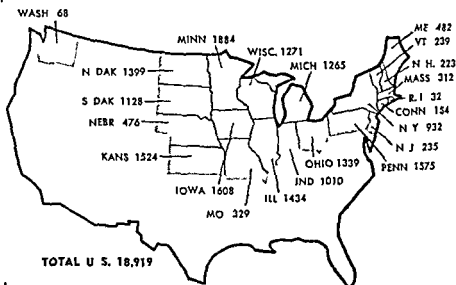 WASH 68
MINN 1884
WISC. 1271
MICH 1265
ME 482
VT 239
N H. 223
MASS 312
R. I 32
CONN 154
N Y 932
N J 235
PENN 1575
N DAK 1399
S DAK 1128
NEBR 476
KANS 1524
IOWA 1608
MO 329
ILL 1434
IND 1010
OHIO 1339
TOTAL U S. 18,919